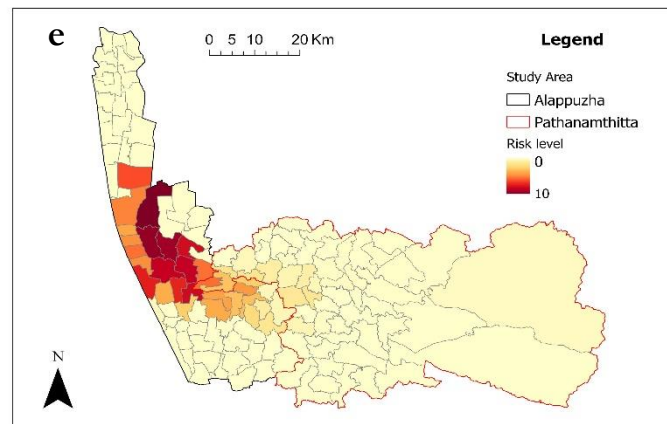 e
0 5 10 20 Km
Legend
Study Area
Alappuzha
Pathanamthitta
Risk level
0
10
N